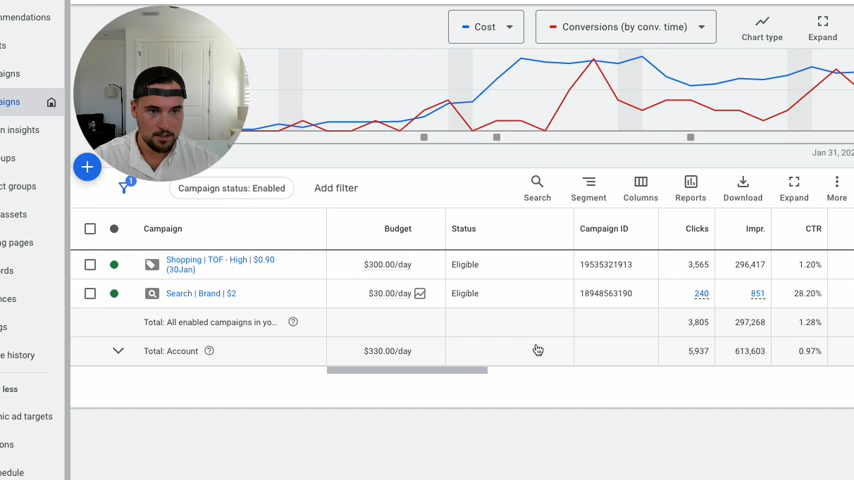 mmendations
Cost
Conversions (by conv. time)
Chart type
Expand
ts
aigns
aigns
n insights
ups
ct groups
assets
ng pages
rds
nces
gs
e history
less
nic ad targets
ons
hedule
Jan 31, 202
1
Campaign status: Enabled
Add filter
Search
Segment
Columns
Reports
Download
Expand
More
Campaign
Budget
Status
Campaign ID
Clicks
Impr.
CTR
Shopping | TOF - High | $0.90
(30Jan)
$300.00/day
Eligible
19535321913
3,565
296,417
1.20%
Search | Brand | $2
$30.00/day
Eligible
18948563190
240
851
28.20%
Total: All enabled campaigns in yo...
3,805
297,268
1.28%
Total: Account
$330.00/day
5,937
613,603
0.97%